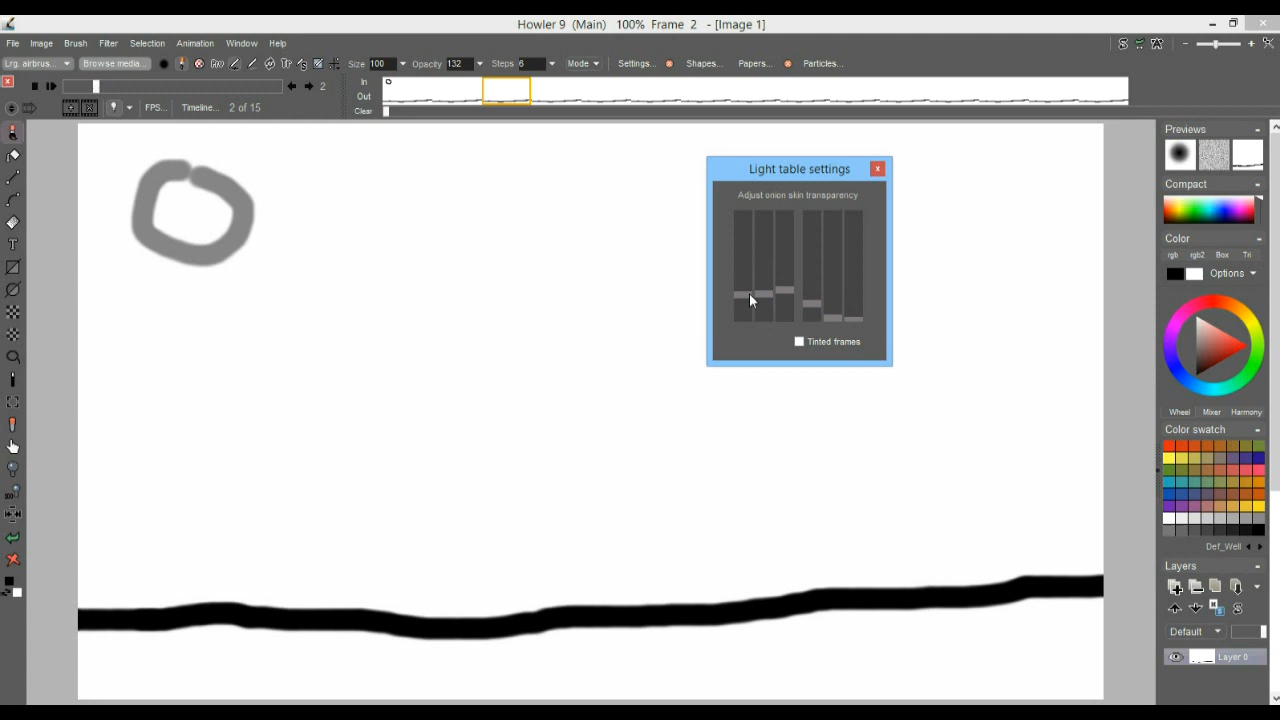 Howler 9 (Main) 100% Frame 2 - [Image 1]
File Image Brush Filter Selection Animation Window Help
Lrg. airbrus... Browse media... Size 100 Opacity 132 Steps 6 Mode Settings... Shapes... Papers... Particles...
2
In
Out
Clear
FPS... Timeline... 2 of 15
Light table settings
Adjust onion skin transparency
Tinted frames
Previews
Compact
Color
rgb rgb2 Box Tri
Options
Wheel Mixer Harmony
Color swatch
Def_Well
Layers
Default
Layer 0